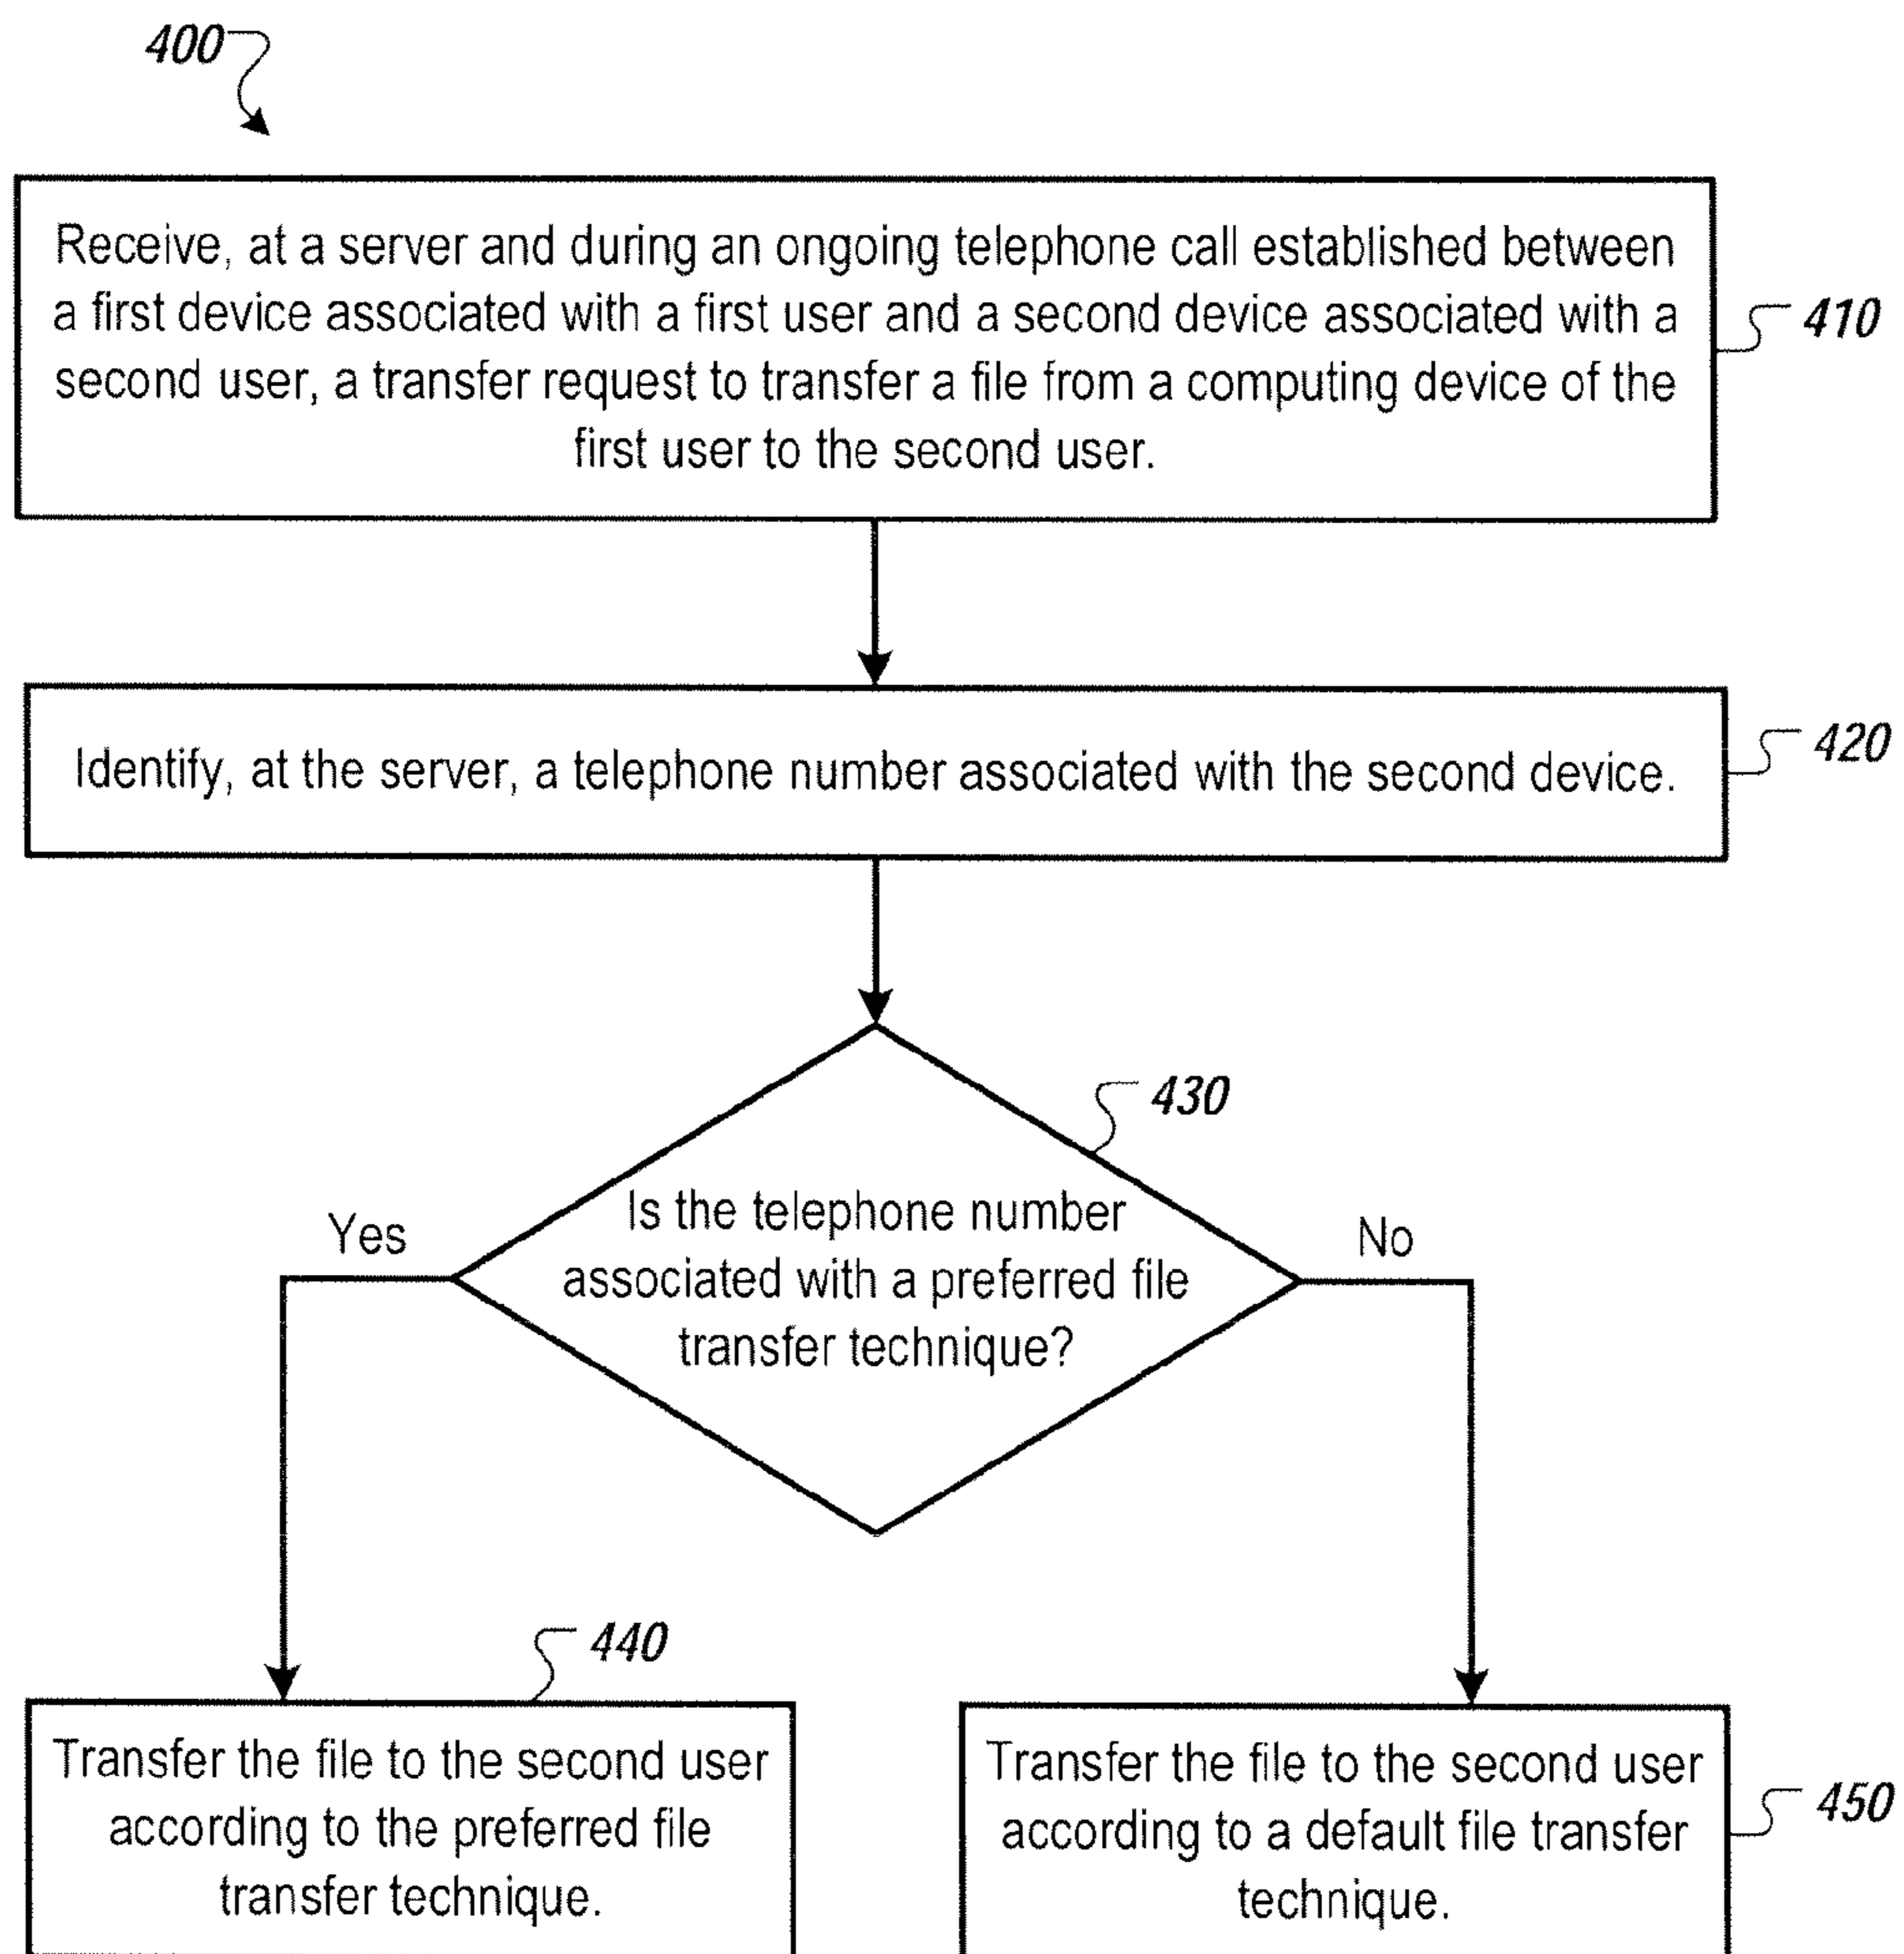 400
Receive, at a server and during an ongoing telephone call established between
a first device associated with a first user and a second device associated with a
second user, a transfer request to transfer a file from a computing device of the
first user to the second user.
410
Identify, at the server, a telephone number associated with the second device.
420
430
Is the telephone number
associated with a preferred file
transfer technique?
Yes
No
440
Transfer the file to the second user
according to the preferred file
transfer technique.
Transfer the file to the second user
according to a default file transfer
technique.
450